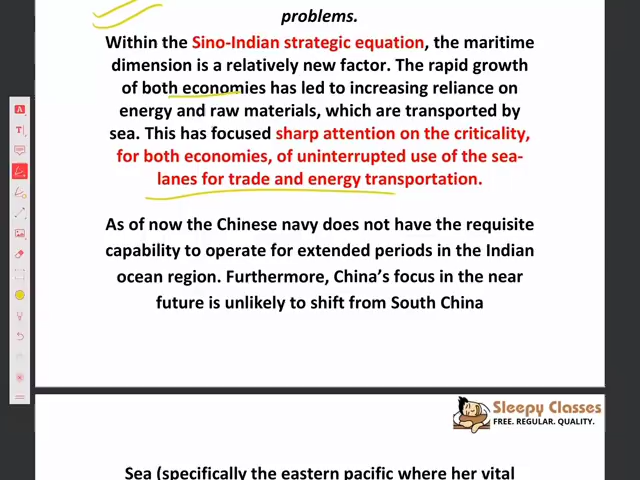 problems.
Within the Sino-Indian strategic equation, the maritime
dimension is a relatively new factor. The rapid growth
of both economies has led to increasing reliance on
energy and raw materials, which are transported by
sea. This has focused sharp attention on the criticality,
for both economies, of uninterrupted use of the sea-
lanes for trade and energy transportation.
As of now the Chinese navy does not have the requisite
capability to operate for extended periods in the Indian
ocean region. Furthermore, China’s focus in the near
future is unlikely to shift from South China
Sleepy Classes
FREE. REGULAR. QUALITY.
Sea (specifically the eastern pacific where her vital